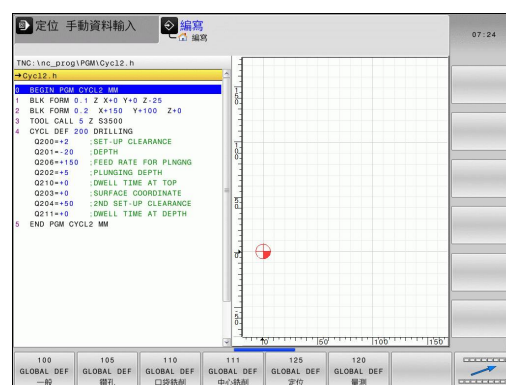 定位 手動資料輸入
編寫
編寫
07:24
TNC:\nc_prog\PGM\Cycl2.h
→Cycl2.h
0 BEGIN PGM CYCL2 MM
1 BLK FORM 0.1 Z X+0 Y+0 Z-25
2 BLK FORM 0.2 X+150 Y+100 Z+0
3 TOOL CALL 5 Z S3500
4 CYCL DEF 200 DRILLING
Q200=+2 ;SET-UP CLEARANCE
Q201=-20 ;DEPTH
Q206=+150 ;FEED RATE FOR PLNGNG
Q202=+5 ;PLUNGING DEPTH
Q210=+0 ;DWELL TIME AT TOP
Q203=+0 ;SURFACE COORDINATE
Q204=+50 ;2ND SET-UP CLEARANCE
Q211=+0 ;DWELL TIME AT DEPTH
5 END PGM CYCL2 MM
150
100
50
0
-50
0
50
100
150
100 GLOBAL DEF 一般
105 GLOBAL DEF 鑽孔
110 GLOBAL DEF 口袋銑削
111 GLOBAL DEF 中心銑削
125 GLOBAL DEF 定位
120 GLOBAL DEF 量測